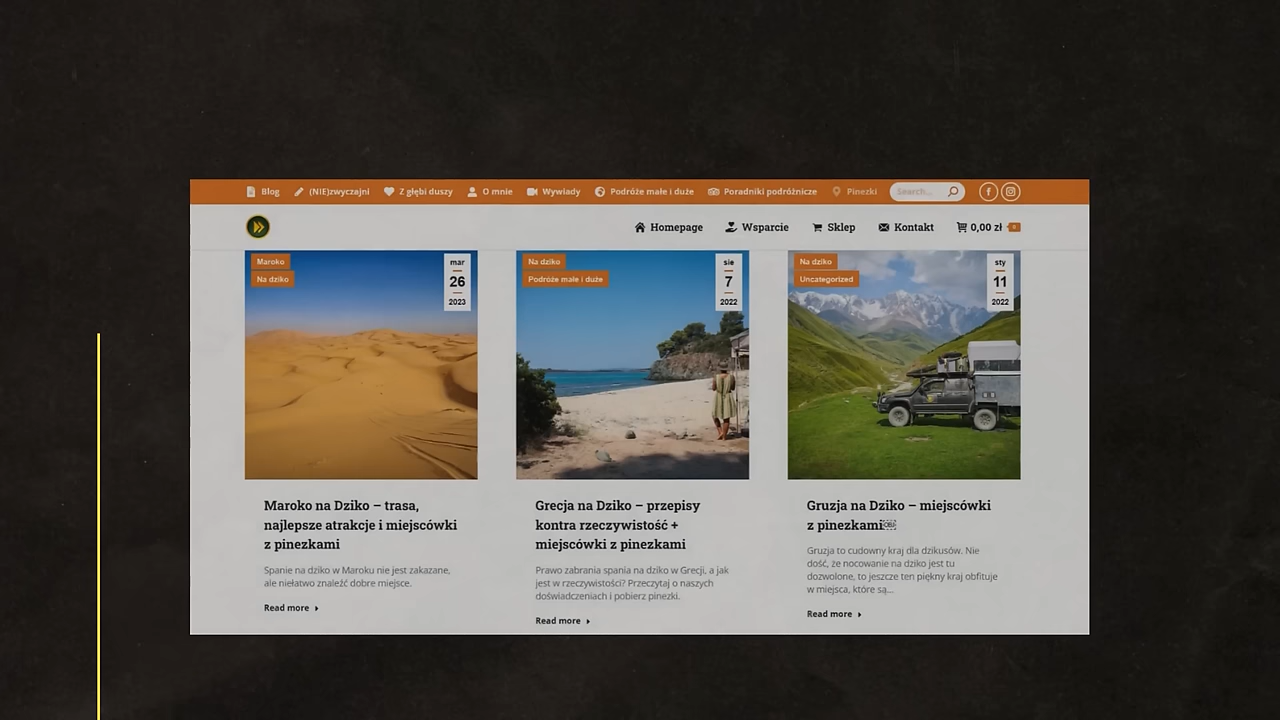 Blog (NIE)zwyczajni Z głębi duszy O mnie Wywiady Podróże małe i duże Poradniki podróżnicze Pinezki Search...
Homepage Wsparcie Sklep Kontakt 0,00 zł 0
Maroko
Na dziko
mar
26
2023
Maroko na Dziko – trasa,
najlepsze atrakcje i miejscówki
z pinezkami
Spanie na dziko w Maroku nie jest zakazane,
ale niełatwo znaleźć dobre miejsce.
Read more
Na dziko
Podróże małe i duże
sie
7
2022
Grecja na Dziko – przepisy
kontra rzeczywistość +
miejscówki z pinezkami
Prawo zabrania spania na dziko w Grecji, a jak
jest w rzeczywistości? Przeczytaj o naszych
doświadczeniach i pobierz pinezki.
Read more
Na dziko
Uncategorized
sty
11
2022
Gruzja na Dziko – miejscówki
z pinezkami
Gruzja to cudowny kraj dla dzikusów. Nie
dość, że nocowanie na dziko jest tu
dozwolone, to jeszcze ten piękny kraj obfituje
w miejsca, które są...
Read more